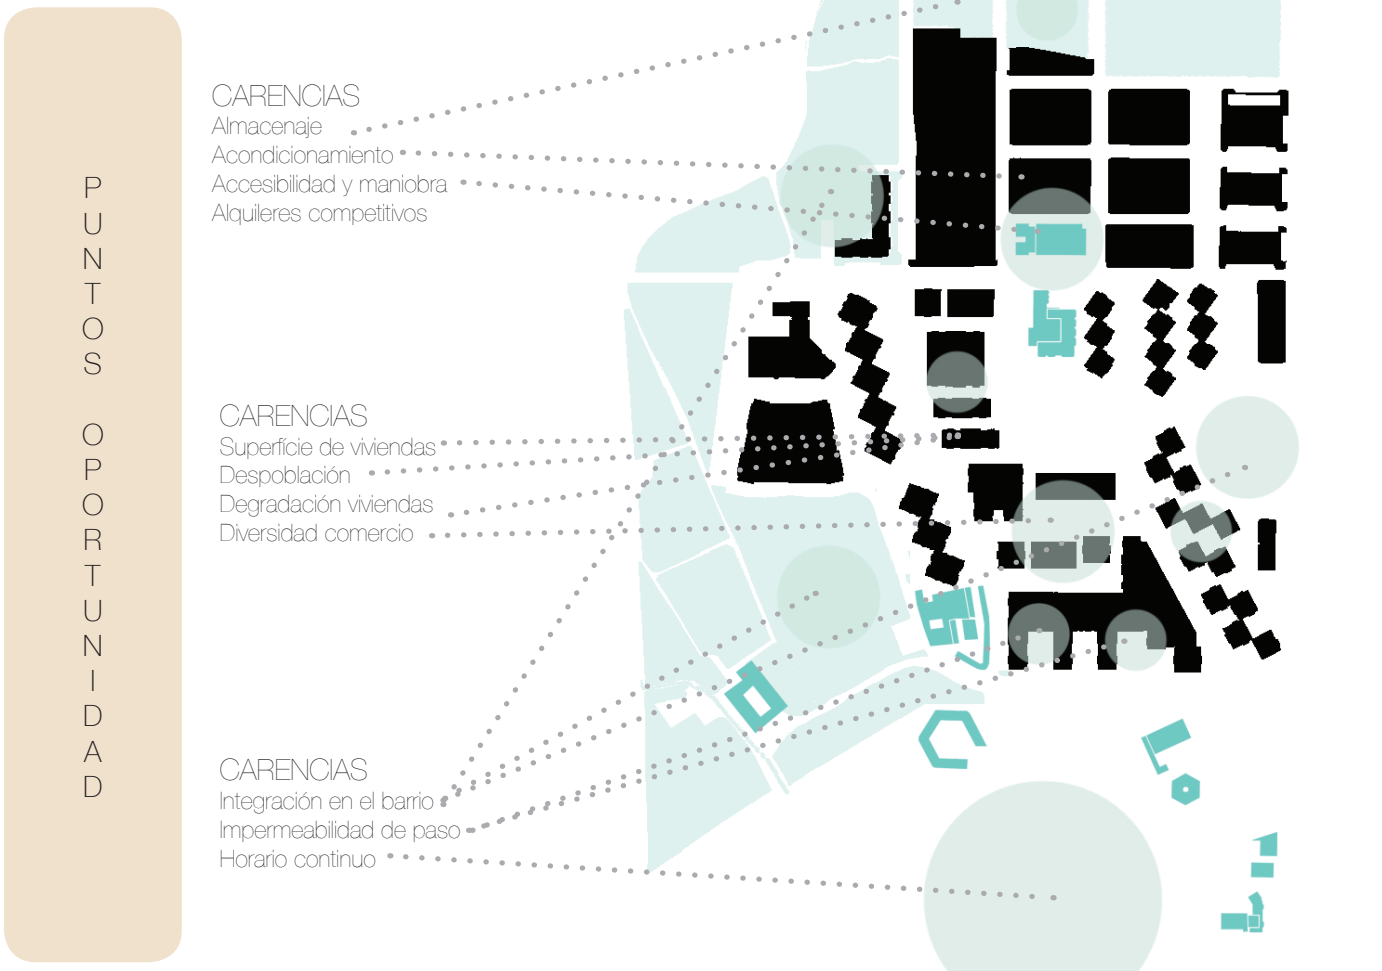 PUNTOS OPORTUNIDAD
CARENCIAS
Almacenaje
Acondicionamiento
Accesibilidad y maniobra
Alquileres competitivos
CARENCIAS
Superfície de viviendas
Despoblación
Degradación viviendas
Diversidad comercio
CARENCIAS
Integración en el barrio
Impermeabilidad de paso
Horario continuo